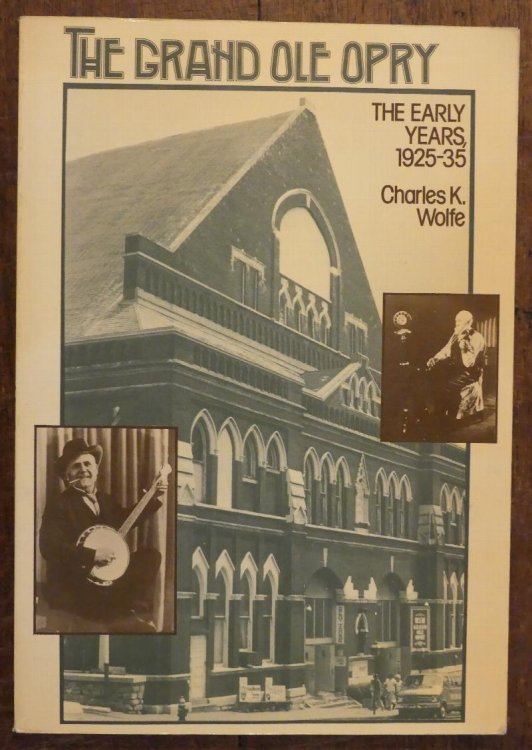 THE GRAND OLE OPRY
THE EARLY
YEARS,
1925-35
Charles K.
Wolfe